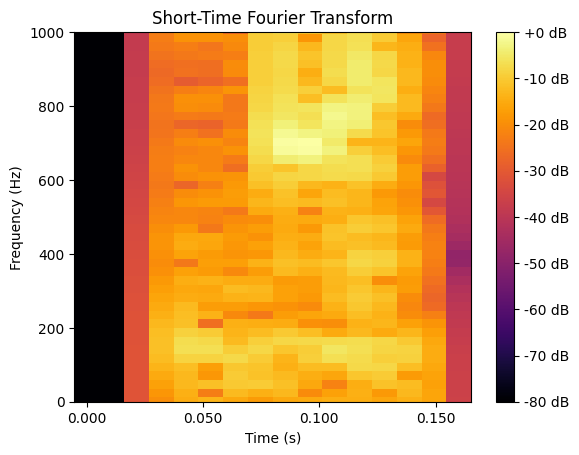 Short-Time Fourier Transform
1000
800
600
400
200
0
Frequency (Hz)
0.000
0.050
0.100
0.150
Time (s)
+0 dB
-10 dB
-20 dB
-30 dB
-40 dB
-50 dB
-60 dB
-70 dB
-80 dB